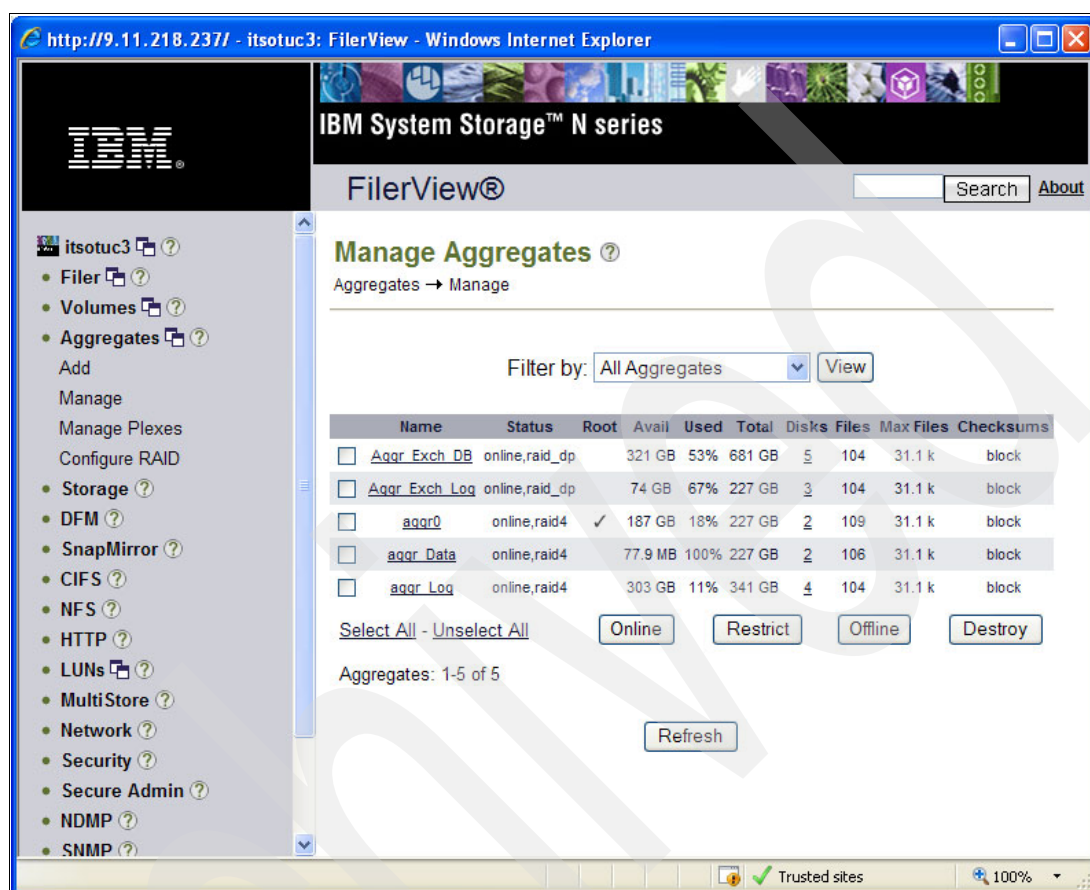 http://9.11.218.237/ - itsotuc3: FilerView - Windows Internet Explorer
IBM®
IBM System Storage™ N series
FilerView®
Search About
itsotuc3
Filer
Volumes
Aggregates
Add
Manage
Manage Plexes
Configure RAID
Storage
DFM
SnapMirror
CIFS
NFS
HTTP
LUNs
MultiStore
Network
Security
Secure Admin
NDMP
SNMP
Manage Aggregates
Aggregates → Manage
Filter by: All Aggregates View
Name Status Root Avail Used Total Disks Files Max Files Checksums
Aggr_Exch_DB online,raid_dp 321 GB 53% 681 GB 5 104 31.1 k block
Aggr_Exch_Log online,raid_dp 74 GB 67% 227 GB 3 104 31.1 k block
aggr0 online,raid4 ✓ 187 GB 18% 227 GB 2 109 31.1 k block
aggr_Data online,raid4 77.9 MB 100% 227 GB 2 106 31.1 k block
aggr_Log online,raid4 303 GB 11% 341 GB 4 104 31.1 k block
Select All - Unselect All Online Restrict Offline Destroy
Aggregates: 1-5 of 5
Refresh
Trusted sites 100%